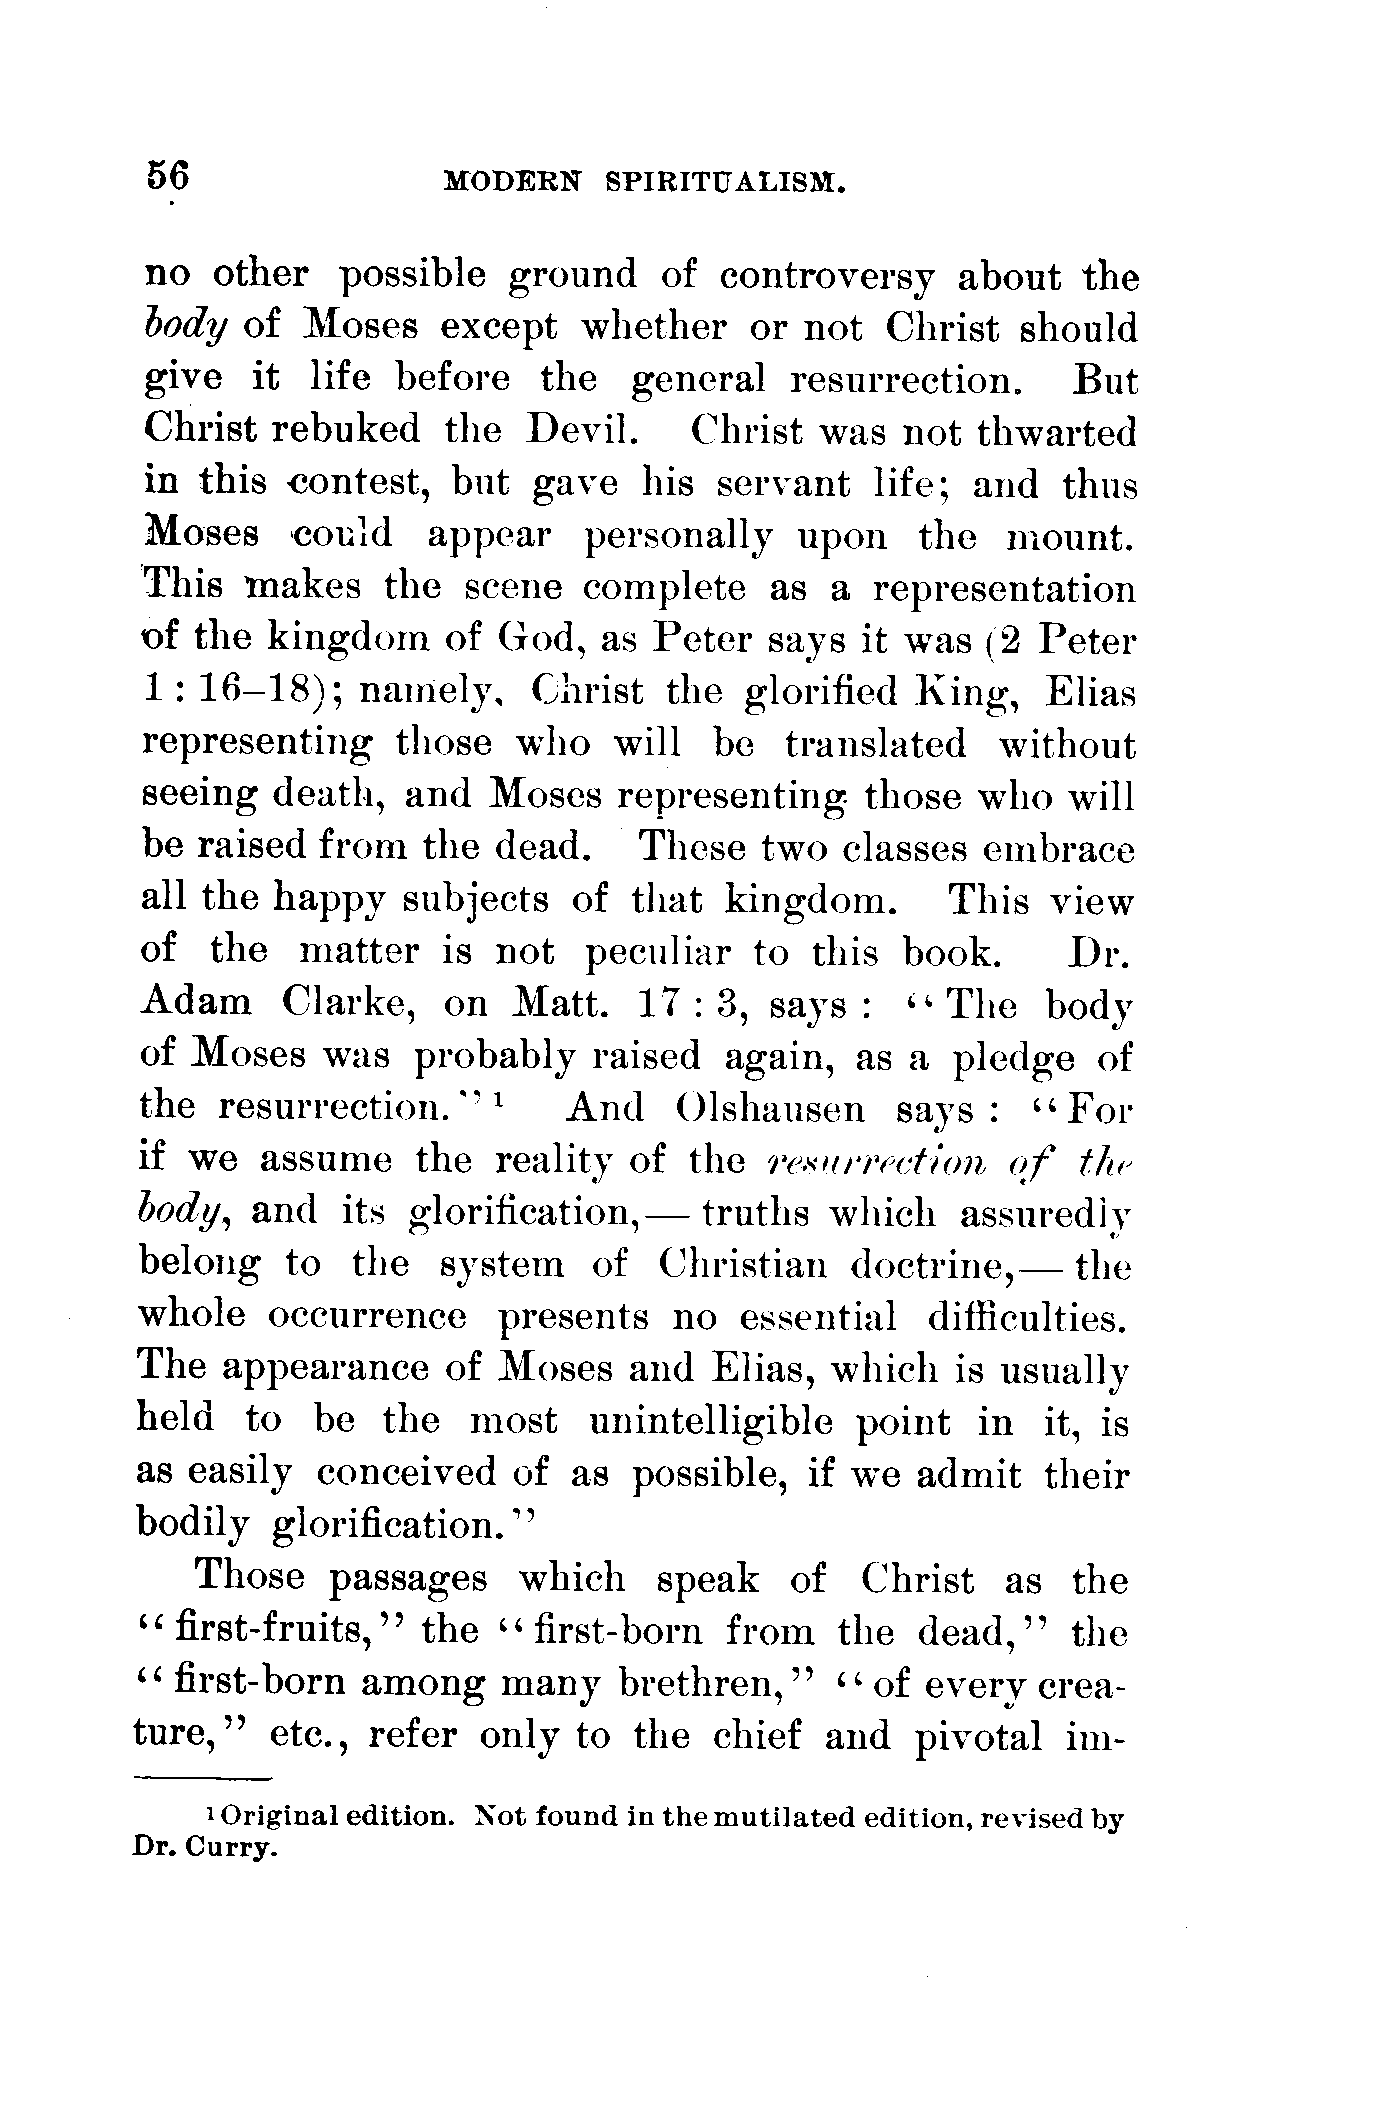 56 MODERN SPIRITUALISM.
no other possible ground of controversy about the
body of Moses except whether or not Christ should
give it life before the general resurrection. But
Christ rebuked the Devil. Christ was not thwarted
in this contest, but gave his servant life; and thus
Moses could appear personally upon the mount.
This makes the scene complete as a representation
of the kingdom of God, as Peter says it was (2 Peter
1 : 16–18); namely, Christ the glorified King, Elias
representing those who will be translated without
seeing death, and Moses representing those who will
be raised from the dead. These two classes embrace
all the happy subjects of that kingdom. This view
of the matter is not peculiar to this book. Dr.
Adam Clarke, on Matt. 17 : 3, says : “The body
of Moses was probably raised again, as a pledge of
the resurrection.” 1 And Olshausen says : “For
if we assume the reality of the resurrection of the
body, and its glorification,— truths which assuredly
belong to the system of Christian doctrine,— the
whole occurrence presents no essential difficulties.
The appearance of Moses and Elias, which is usually
held to be the most unintelligible point in it, is
as easily conceived of as possible, if we admit their
bodily glorification.”
Those passages which speak of Christ as the
“first-fruits,” the “first-born from the dead,” the
“first-born among many brethren,” “of every crea-
ture,” etc., refer only to the chief and pivotal im-
1 Original edition. Not found in the mutilated edition, revised by
Dr. Curry.